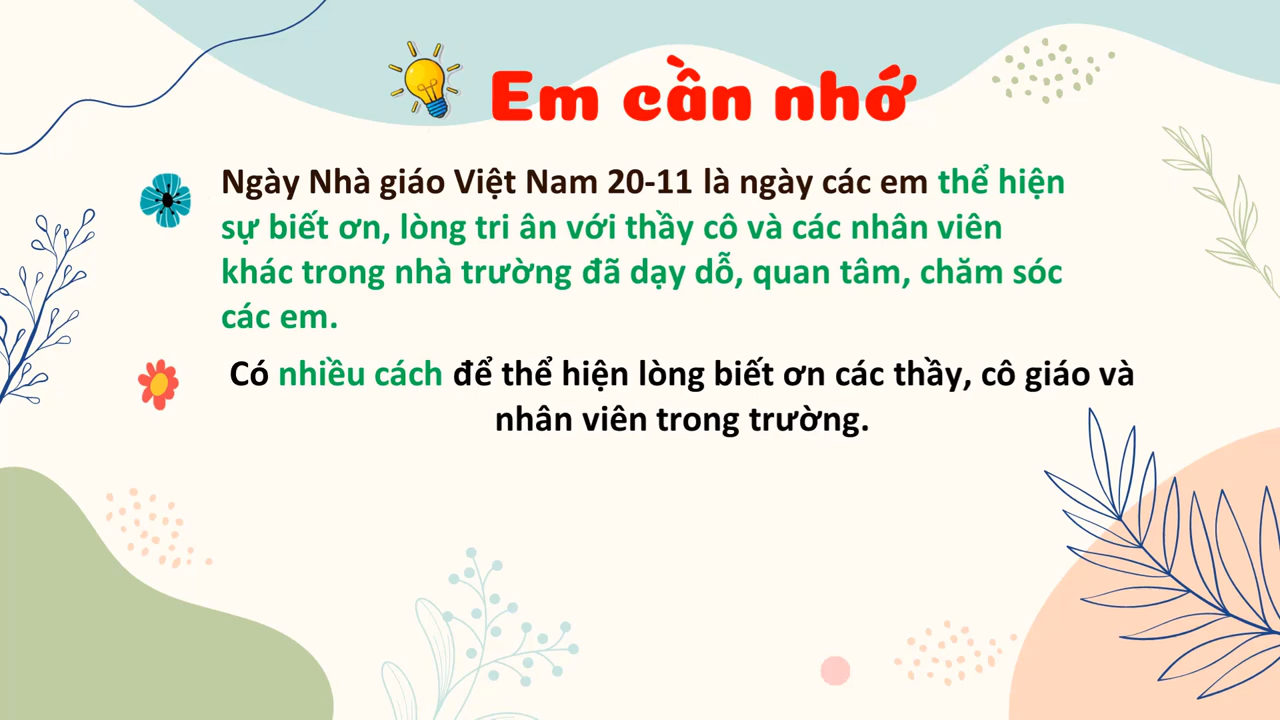 Em cần nhớ
Ngày Nhà giáo Việt Nam 20-11 là ngày các em thể hiện
sự biết ơn, lòng tri ân với thầy cô và các nhân viên
khác trong nhà trường đã dạy dỗ, quan tâm, chăm sóc
các em.
Có nhiều cách để thể hiện lòng biết ơn các thầy, cô giáo và
nhân viên trong trường.